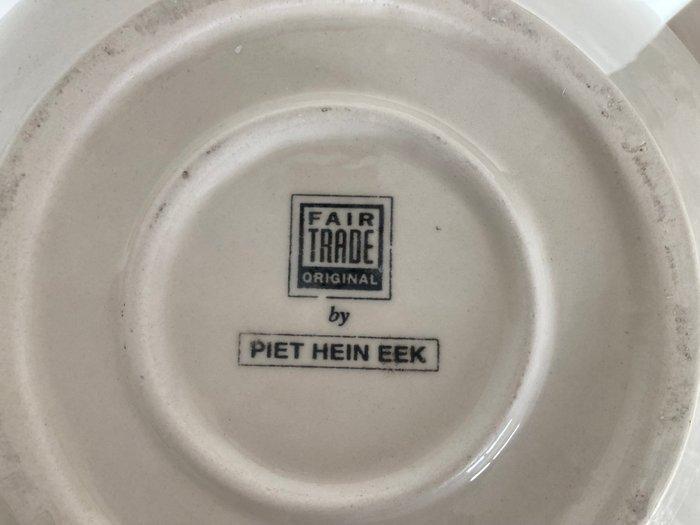 FAIR
TRADE
ORIGINAL
by
PIET HEIN EEK